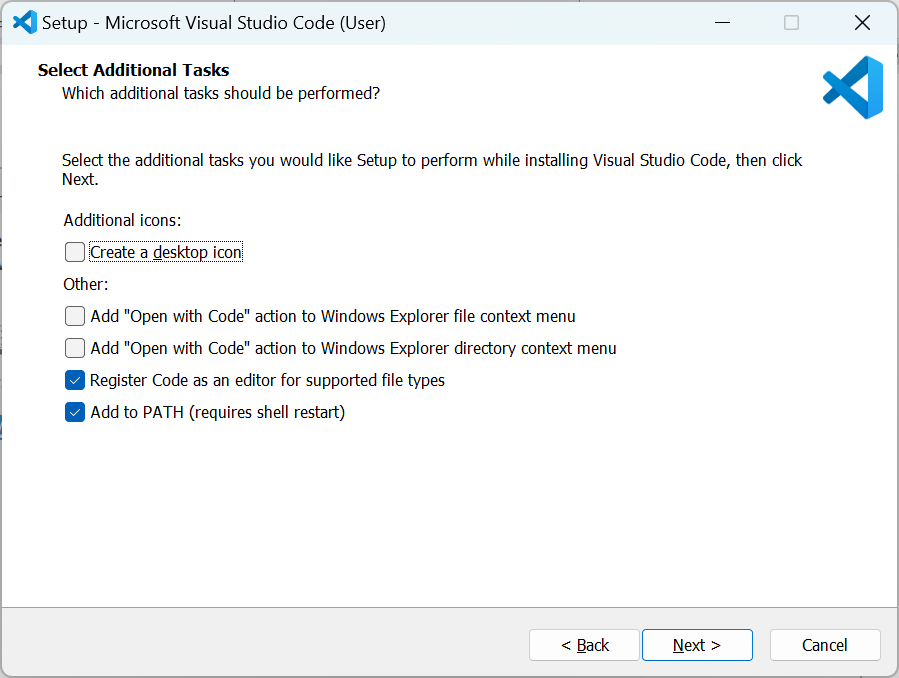 Setup - Microsoft Visual Studio Code (User)
Select Additional Tasks
Which additional tasks should be performed?
Select the additional tasks you would like Setup to perform while installing Visual Studio Code, then click
Next.
Additional icons:
Create a desktop icon
Other:
Add "Open with Code" action to Windows Explorer file context menu
Add "Open with Code" action to Windows Explorer directory context menu
Register Code as an editor for supported file types
Add to PATH (requires shell restart)
< Back Next > Cancel